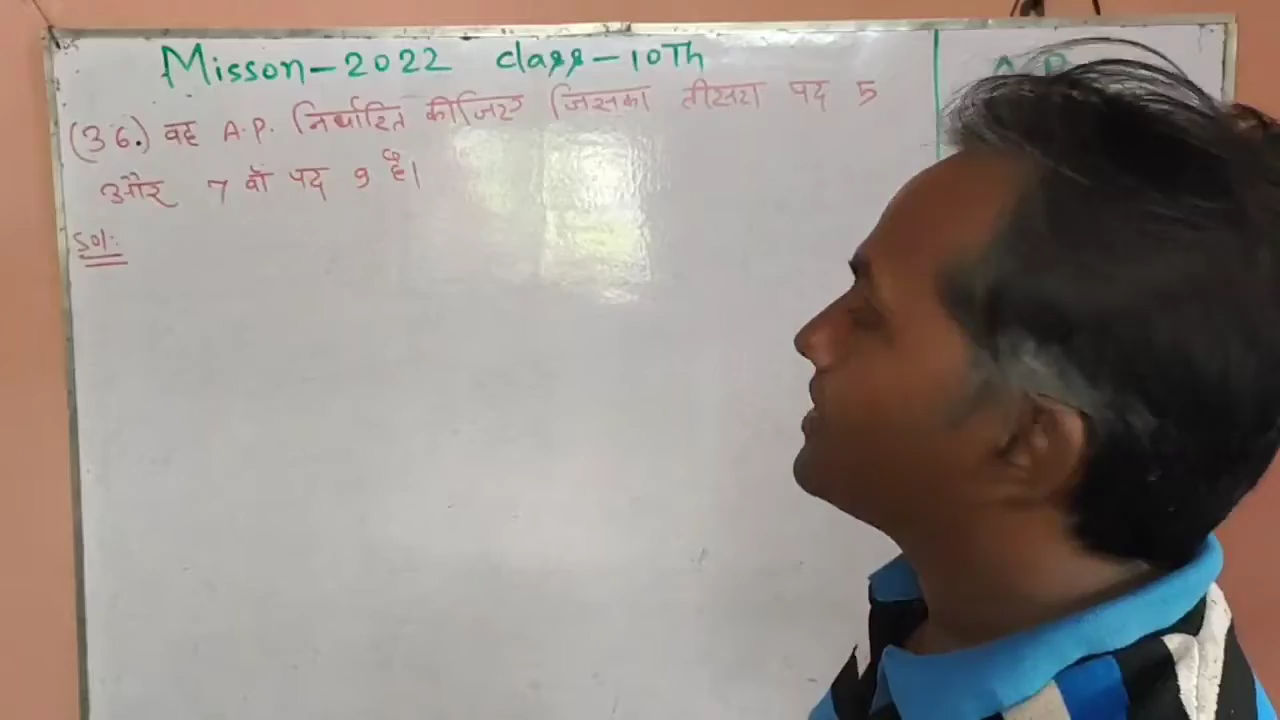 Misson-2022 class-10Th
(36.) वह A.P. निर्धारित कीजिए जिसका तीसरा पद 5
और 7 वाँ पद 9 है।
Sol:-